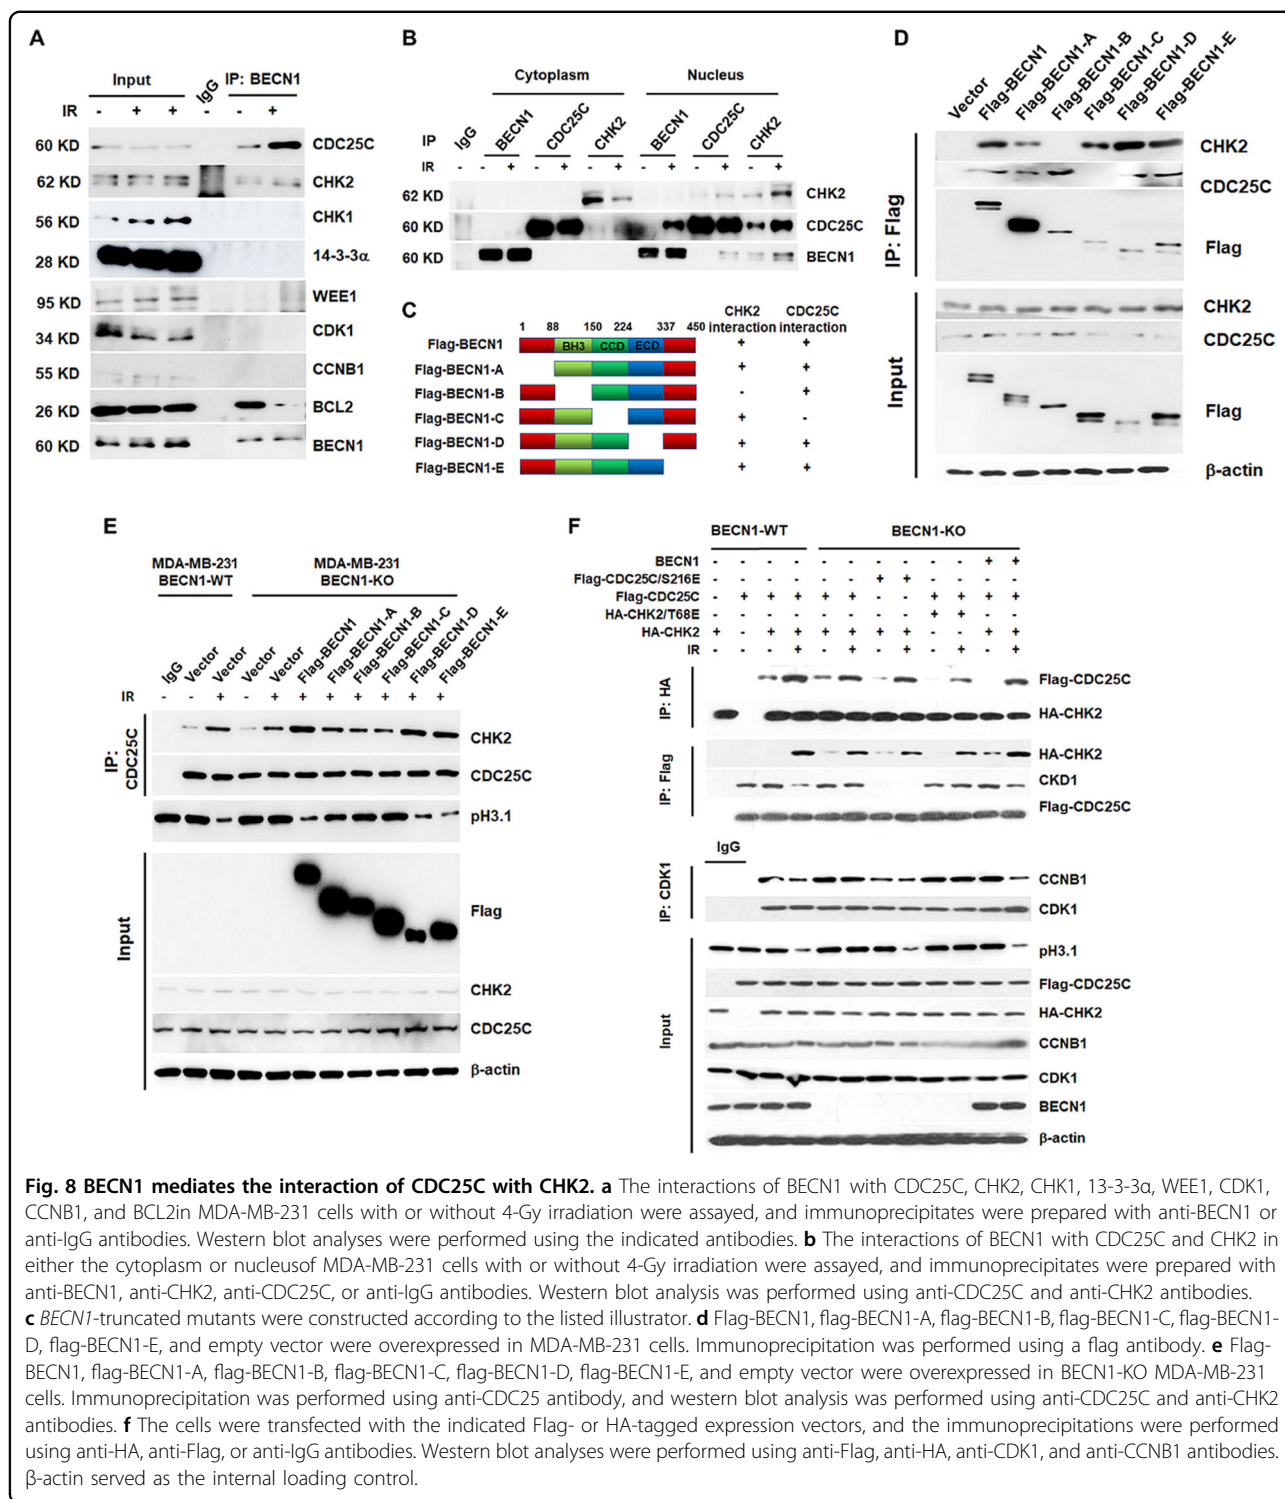 A
Input
IgG
IP: BECN1
IR - + + - - +
60 KD CDC25C
62 KD CHK2
56 KD CHK1
28 KD 14-3-3α
95 KD WEE1
34 KD CDK1
55 KD CCNB1
26 KD BCL2
60 KD BECN1
B
Cytoplasm Nucleus
IP IgG BECN1 CDC25C CHK2 BECN1 CDC25C CHK2
IR - - + - + - + - + - + - +
62 KD CHK2
60 KD CDC25C
60 KD BECN1
C
1 88 150 224 337 450 CHK2 interaction CDC25C interaction
Flag-BECN1 BH3 CCD ECD + +
Flag-BECN1-A + +
Flag-BECN1-B - +
Flag-BECN1-C + -
Flag-BECN1-D + +
Flag-BECN1-E + +
D
Vector Flag-BECN1 Flag-BECN1-A Flag-BECN1-B Flag-BECN1-C Flag-BECN1-D Flag-BECN1-E
IP: Flag
CHK2
CDC25C
Flag
Input
CHK2
CDC25C
Flag
β-actin
E
MDA-MB-231 BECN1-WT
MDA-MB-231 BECN1-KO
IgG Vector Vector Vector Vector Flag-BECN1 Flag-BECN1-A Flag-BECN1-B Flag-BECN1-C Flag-BECN1-D Flag-BECN1-E
IR - - + - + + + + + + +
IP: CDC25C
CHK2
CDC25C
pH3.1
Input
Flag
CHK2
CDC25C
β-actin
F
BECN1-WT BECN1-KO
BECN1 - - - - - - - - - - + +
Flag-CDC25C/S216E - - - - - - + + - - - -
Flag-CDC25C - + + + + + - - + + + +
HA-CHK2/T68E - - - - - - - - + + - -
HA-CHK2 + - + + + + + + - - + +
IR - - - + - + - + - + - +
IP: HA
Flag-CDC25C
HA-CHK2
IP: Flag
HA-CHK2
CKD1
Flag-CDC25C
IgG
IP: CDK1
CCNB1
CDK1
Input
pH3.1
Flag-CDC25C
HA-CHK2
CCNB1
CDK1
BECN1
β-actin
Fig. 8 BECN1 mediates the interaction of CDC25C with CHK2. a The interactions of BECN1 with CDC25C, CHK2, CHK1, 13-3-3α, WEE1, CDK1,
CCNB1, and BCL2in MDA-MB-231 cells with or without 4-Gy irradiation were assayed, and immunoprecipitates were prepared with anti-BECN1 or
anti-IgG antibodies. Western blot analyses were performed using the indicated antibodies. b The interactions of BECN1 with CDC25C and CHK2 in
either the cytoplasm or nucleusof MDA-MB-231 cells with or without 4-Gy irradiation were assayed, and immunoprecipitates were prepared with
anti-BECN1, anti-CHK2, anti-CDC25C, or anti-IgG antibodies. Western blot analysis was performed using anti-CDC25C and anti-CHK2 antibodies.
c BECN1-truncated mutants were constructed according to the listed illustrator. d Flag-BECN1, flag-BECN1-A, flag-BECN1-B, flag-BECN1-C, flag-BECN1-
D, flag-BECN1-E, and empty vector were overexpressed in MDA-MB-231 cells. Immunoprecipitation was performed using a flag antibody. e Flag-
BECN1, flag-BECN1-A, flag-BECN1-B, flag-BECN1-C, flag-BECN1-D, flag-BECN1-E, and empty vector were overexpressed in BECN1-KO MDA-MB-231
cells. Immunoprecipitation was performed using anti-CDC25 antibody, and western blot analysis was performed using anti-CDC25C and anti-CHK2
antibodies. f The cells were transfected with the indicated Flag- or HA-tagged expression vectors, and the immunoprecipitations were performed
using anti-HA, anti-Flag, or anti-IgG antibodies. Western blot analyses were performed using anti-Flag, anti-HA, anti-CDK1, and anti-CCNB1 antibodies.
β-actin served as the internal loading control.